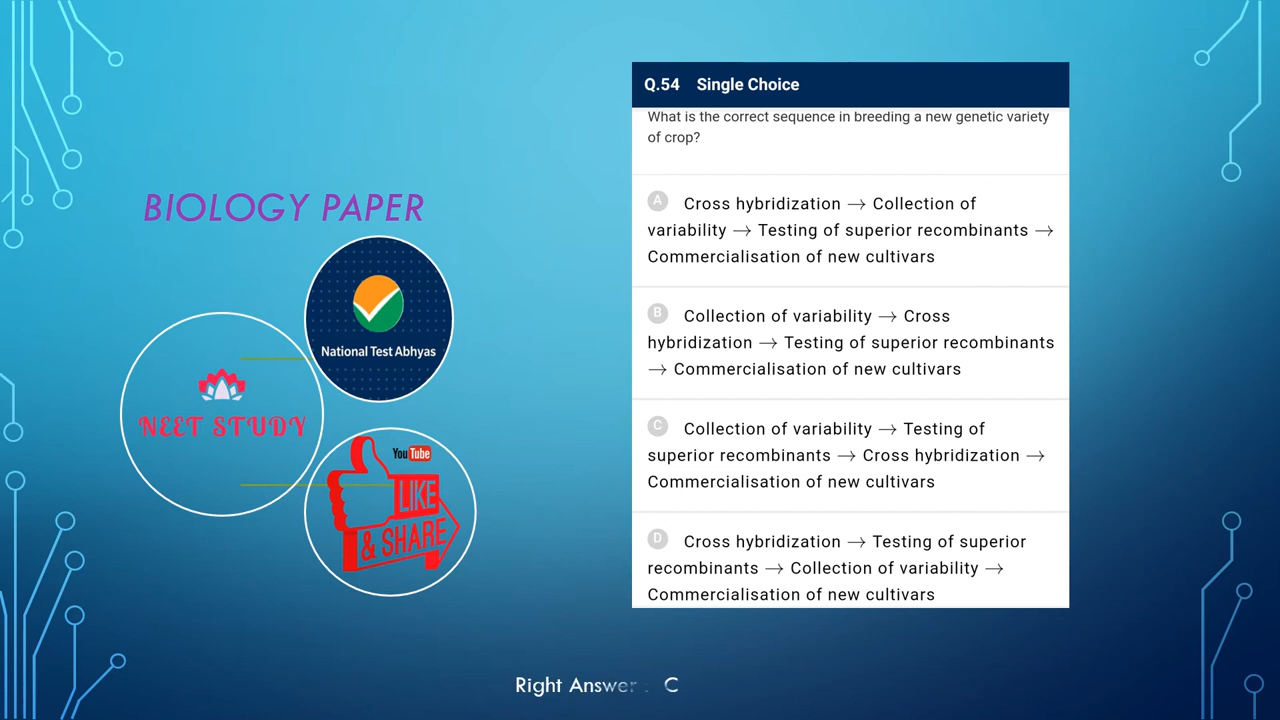 BIOLOGY PAPER
National Test Abhyas
NEET STUDY
YouTube
LIKE
& SHARE
Q.54 Single Choice
What is the correct sequence in breeding a new genetic variety
of crop?
A Cross hybridization → Collection of
variability → Testing of superior recombinants →
Commercialisation of new cultivars
B Collection of variability → Cross
hybridization → Testing of superior recombinants
→ Commercialisation of new cultivars
C Collection of variability → Testing of
superior recombinants → Cross hybridization →
Commercialisation of new cultivars
D Cross hybridization → Testing of superior
recombinants → Collection of variability →
Commercialisation of new cultivars
Right Answer : C